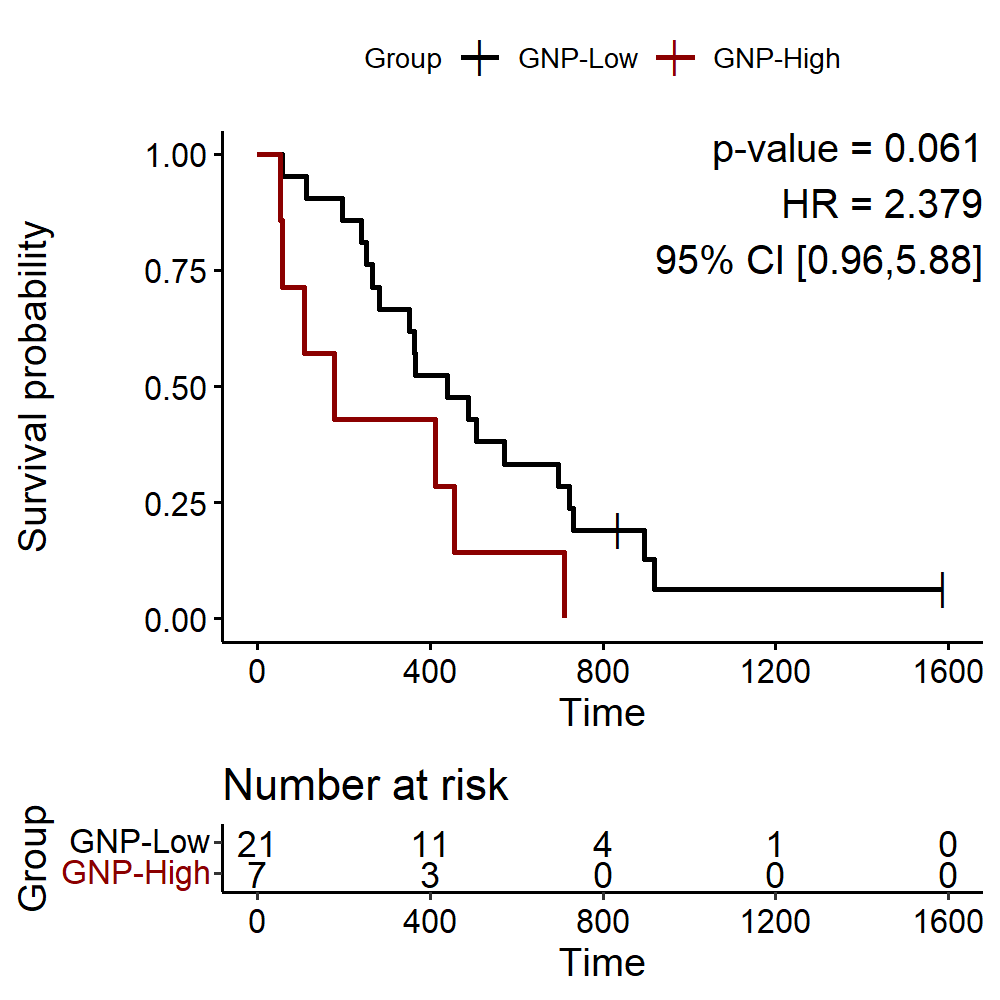 Group GNP-Low GNP-High
p-value = 0.061
HR = 2.379
95% CI [0.96,5.88]
Survival probability
1.00
0.75
0.50
0.25
0.00
0 400 800 1200 1600
Time
Number at risk
Group
GNP-Low 21 11 4 1 0
GNP-High 7 3 0 0 0
0 400 800 1200 1600
Time